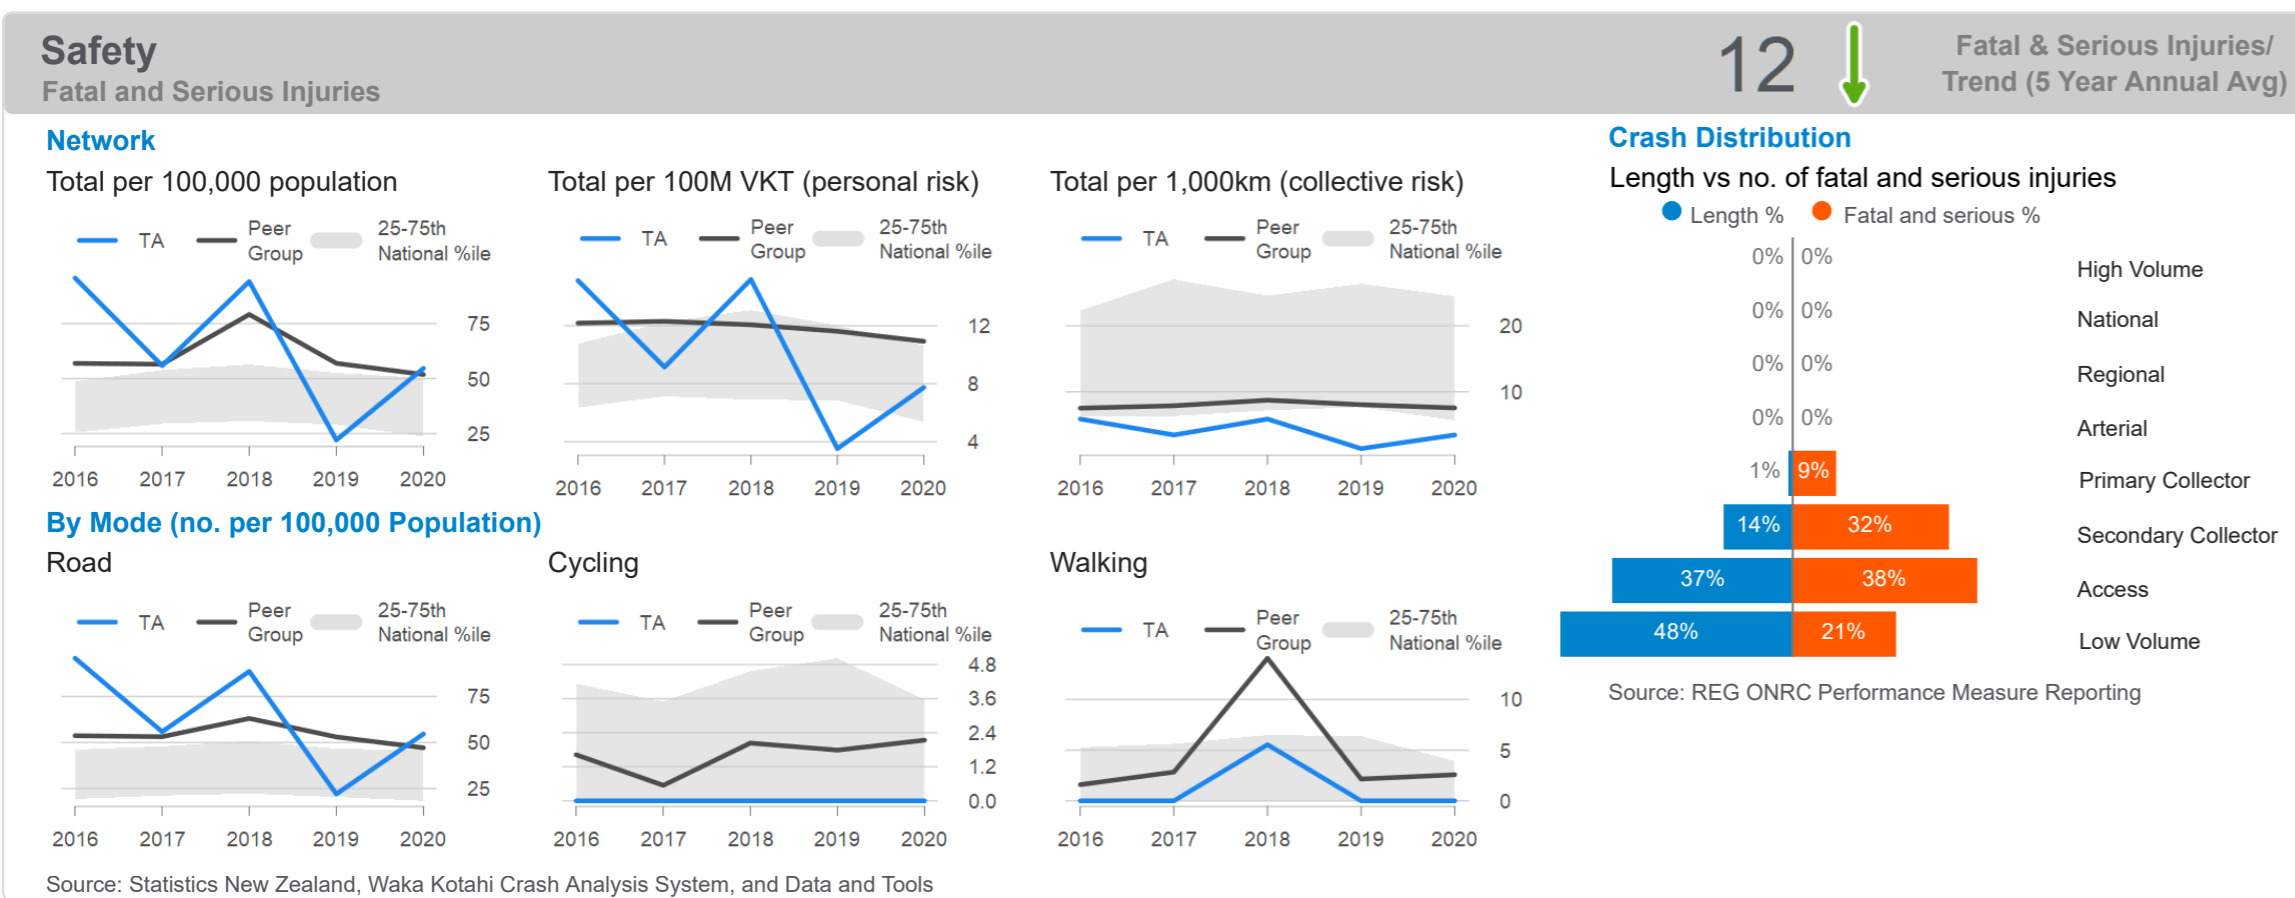 Safety
Fatal and Serious Injuries
12
Fatal & Serious Injuries/
Trend (5 Year Annual Avg)
Network
Total per 100,000 population
TA
Peer
Group
25-75th
National %ile
75
50
25
2016 2017 2018 2019 2020
Total per 100M VKT (personal risk)
TA
Peer
Group
25-75th
National %ile
12
8
4
2016 2017 2018 2019 2020
Total per 1,000km (collective risk)
TA
Peer
Group
25-75th
National %ile
20
10
2016 2017 2018 2019 2020
By Mode (no. per 100,000 Population)
Road
TA
Peer
Group
25-75th
National %ile
75
50
25
2016 2017 2018 2019 2020
Cycling
TA
Peer
Group
25-75th
National %ile
4.8
3.6
2.4
1.2
0.0
2016 2017 2018 2019 2020
Walking
TA
Peer
Group
25-75th
National %ile
10
5
0
2016 2017 2018 2019 2020
Source: Statistics New Zealand, Waka Kotahi Crash Analysis System, and Data and Tools
Crash Distribution
Length vs no. of fatal and serious injuries
Length % Fatal and serious %
0% 0% High Volume
0% 0% National
0% 0% Regional
0% 0% Arterial
1% 9% Primary Collector
14% 32% Secondary Collector
37% 38% Access
48% 21% Low Volume
Source: REG ONRC Performance Measure Reporting